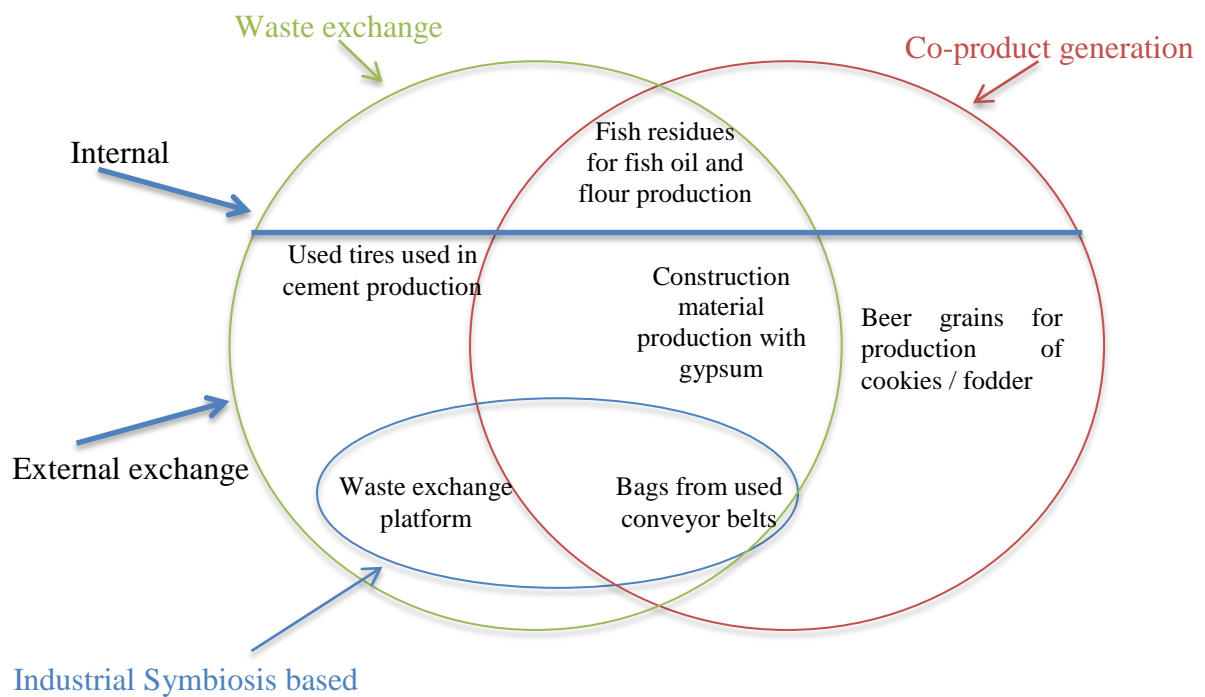 Waste exchange
Co-product generation
Internal
Fish residues
for fish oil and
flour production
Used tires used in
cement production
Construction
material
production with
gypsum
Beer grains for
production of
cookies / fodder
External exchange
Waste exchange
platform
Bags from used
conveyor belts
Industrial Symbiosis based